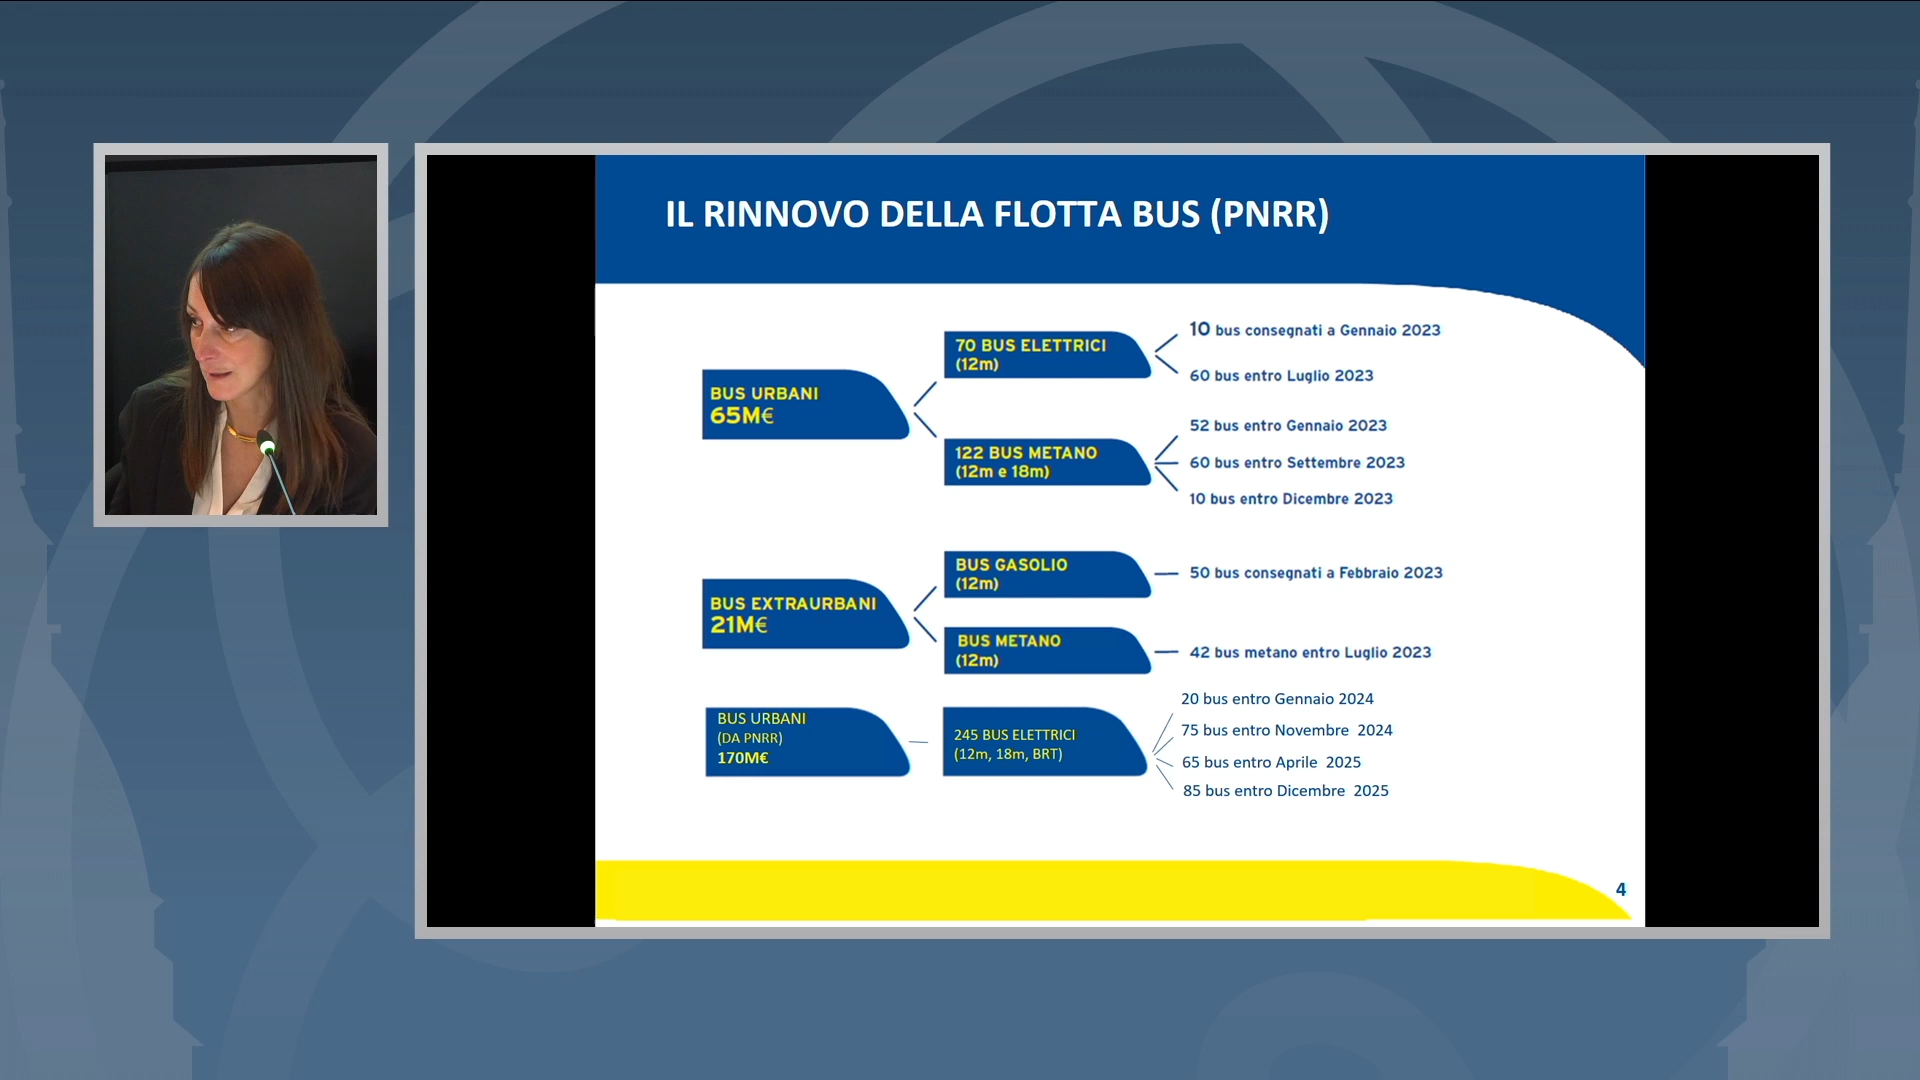 IL RINNOVO DELLA FLOTTA BUS (PNRR)
BUS URBANI
65M€
70 BUS ELETTRICI
(12m)
10 bus consegnati a Gennaio 2023
60 bus entro Luglio 2023
122 BUS METANO
(12m e 18m)
52 bus entro Gennaio 2023
60 bus entro Settembre 2023
10 bus entro Dicembre 2023
BUS EXTRAURBANI
21M€
BUS GASOLIO
(12m)
50 bus consegnati a Febbraio 2023
BUS METANO
(12m)
42 bus metano entro Luglio 2023
BUS URBANI
(DA PNRR)
170M€
245 BUS ELETTRICI
(12m, 18m, BRT)
20 bus entro Gennaio 2024
75 bus entro Novembre 2024
65 bus entro Aprile 2025
85 bus entro Dicembre 2025
4